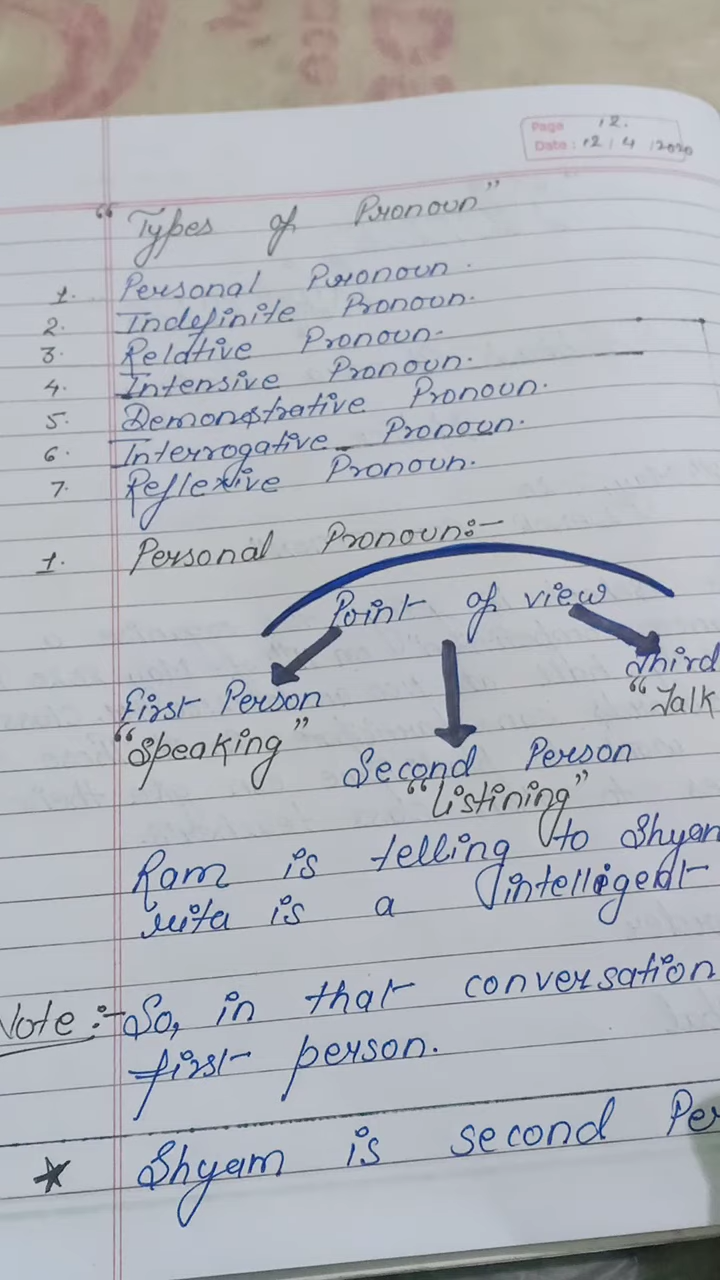 Page 12.
Date: 12/4/2020
"Types of Pronoun"
1. Personal Pronoun.
2. Indefinite Pronoun.
3. Relative Pronoun.
4. Intensive Pronoun.
5. Demonstrative Pronoun.
6. Interrogative Pronoun.
7. Reflexive Pronoun.
1. Personal Pronoun:-
Point of view
First Person
"Speaking"
Third
"Talk
Second Person
"Listining"
Ram is telling to Shyam
rita is a intelligent
Note:- So, in that conversation
first person.
★ Shyam is second Per